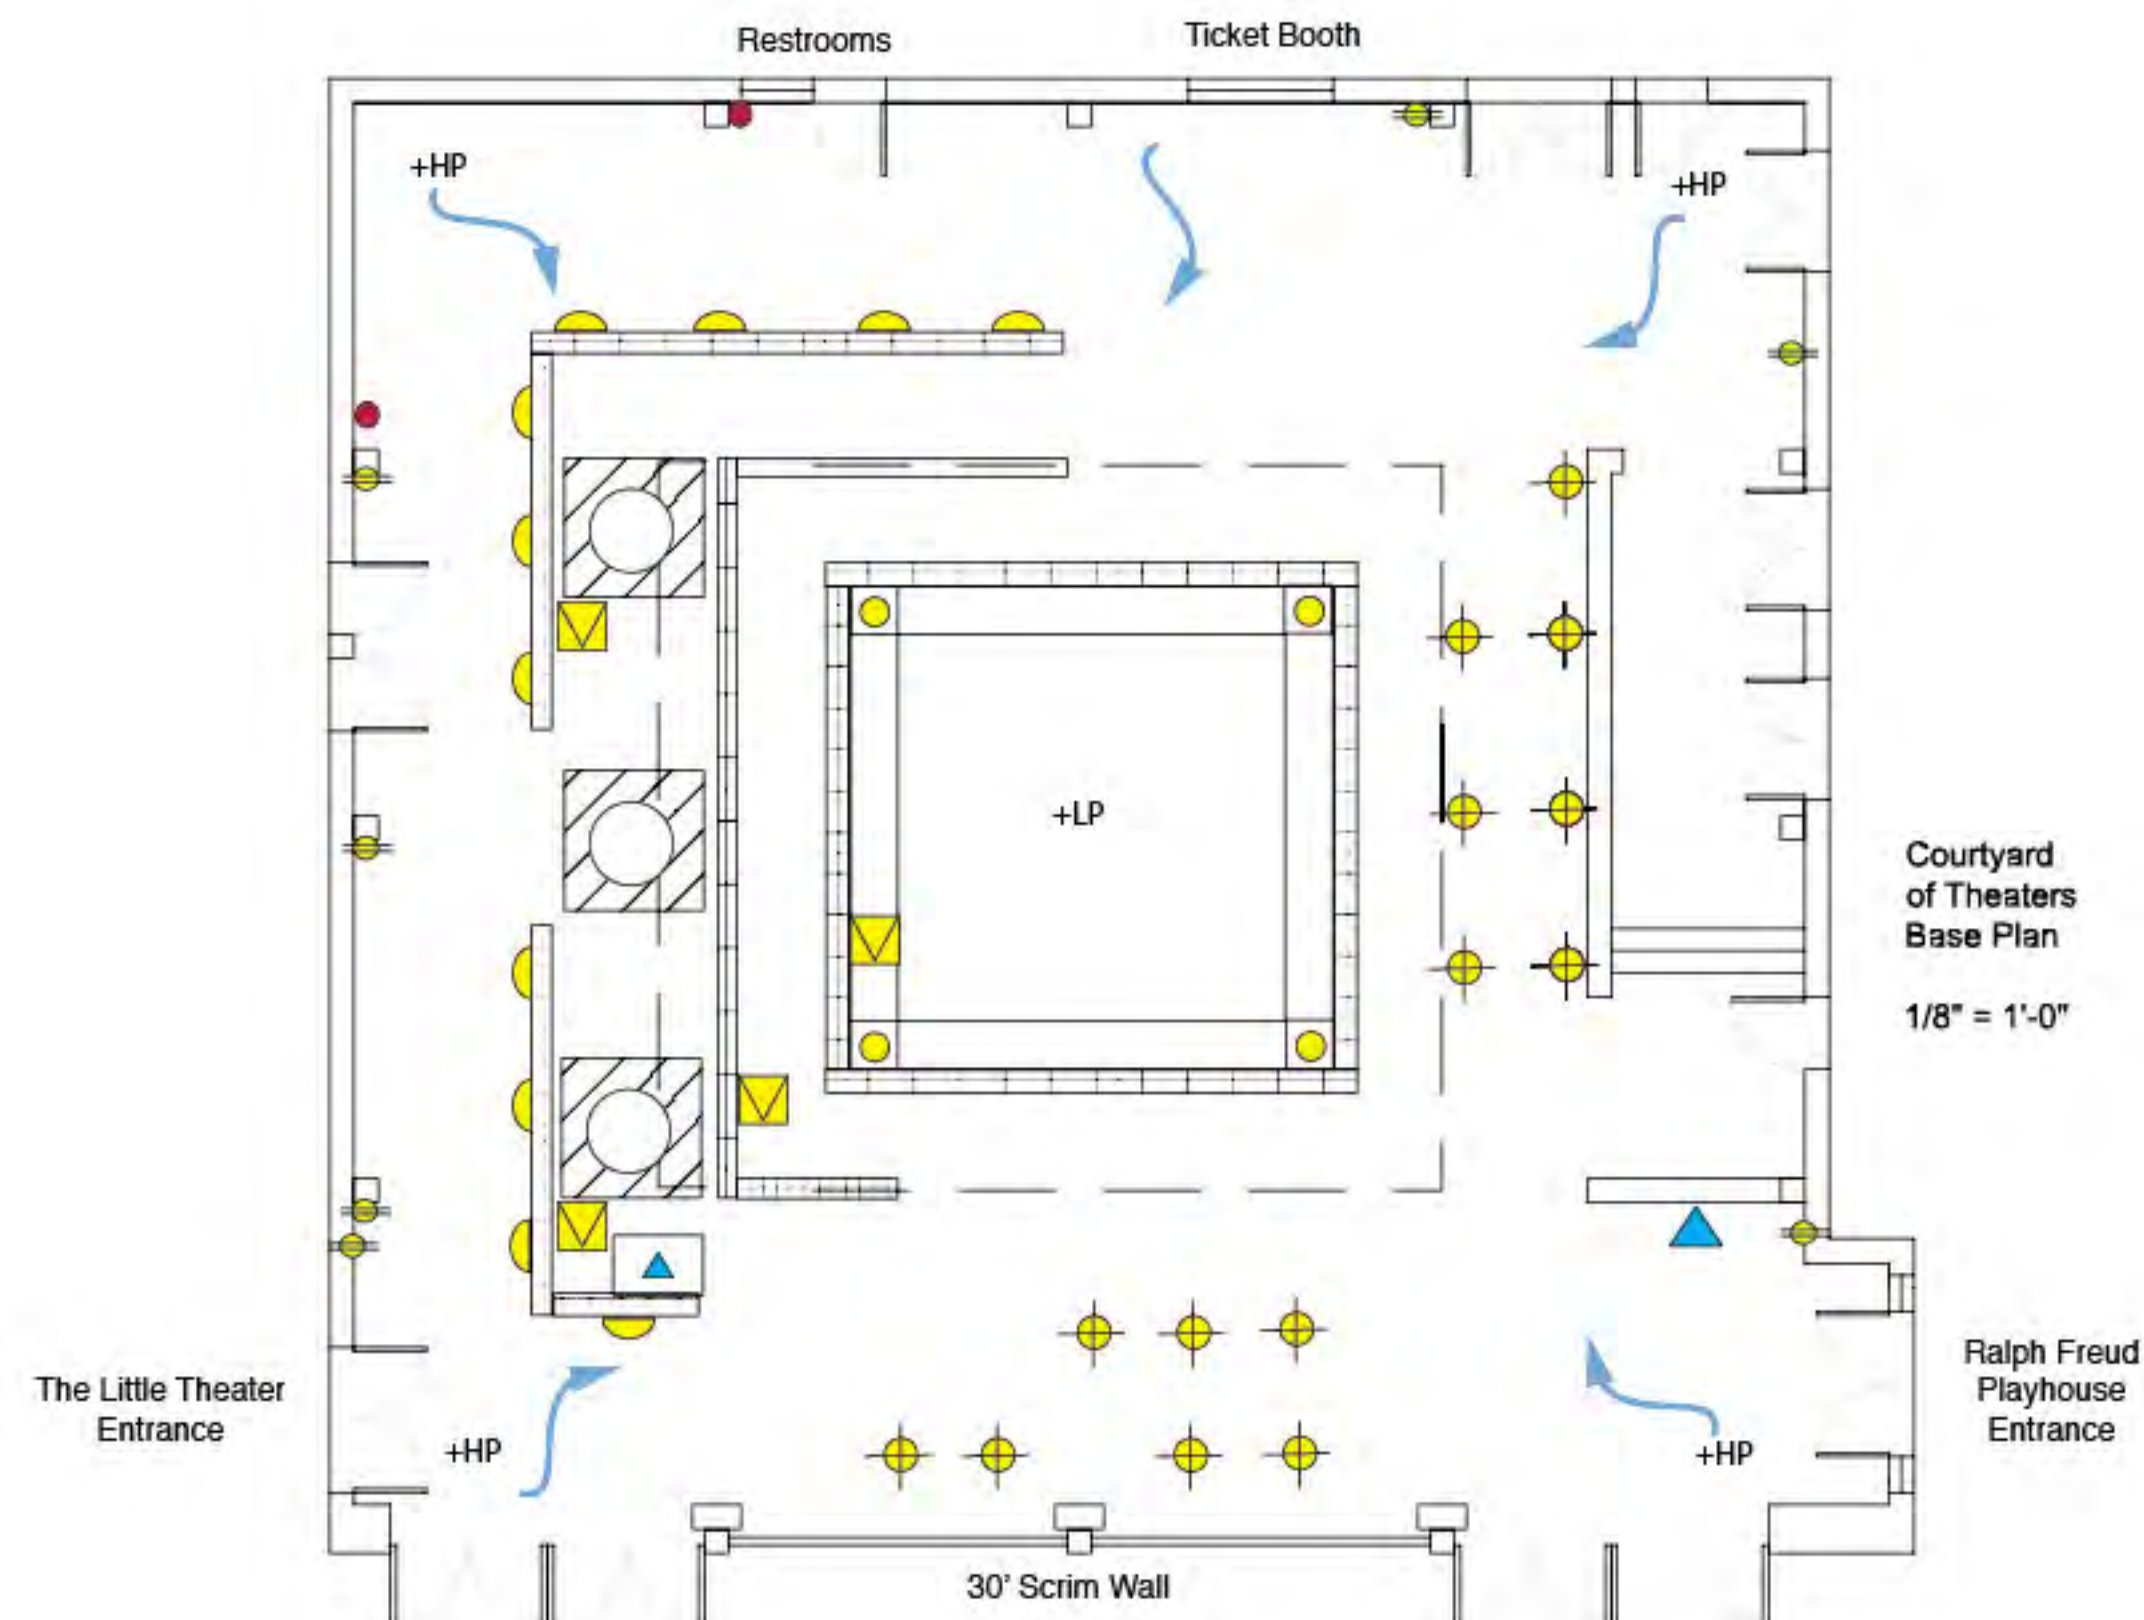 Restrooms
Ticket Booth
+HP
+HP
+LP
Courtyard
of Theaters
Base Plan
1/8" = 1'-0"
The Little Theater
Entrance
Ralph Freud
Playhouse
Entrance
+HP
+HP
30' Scrim Wall